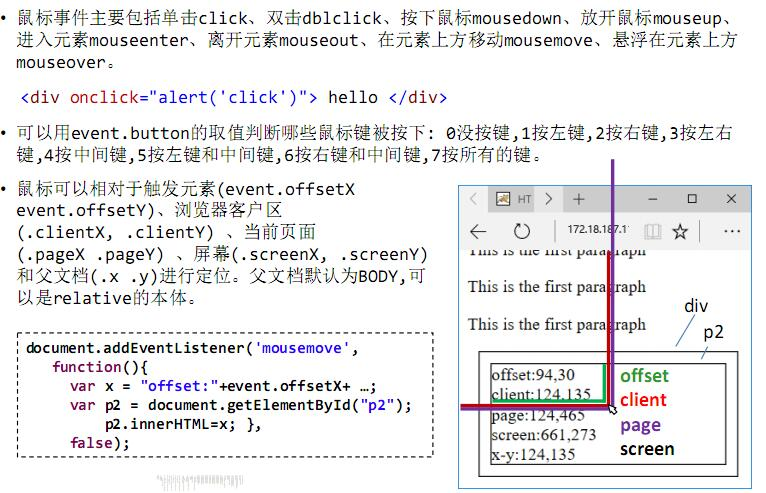 • 鼠标事件主要包括单击click、双击dblclick、按下鼠标mousedown、放开鼠标mouseup、
进入元素mouseenter、离开元素mouseout、在元素上方移动mousemove、悬浮在元素上方
mouseover。
<div onclick="alert('click')"> hello </div>
• 可以用event.button的取值判断哪些鼠标键被按下: 0没按键,1按左键,2按右键,3按左右
键,4按中间键,5按左键和中间键,6按右键和中间键,7按所有的键。
• 鼠标可以相对于触发元素(event.offsetX
event.offsetY)、浏览器客户区
(.clientX, .clientY) 、当前页面
(.pageX .pageY) 、屏幕(.screenX, .screenY)
和父文档(.x .y)进行定位。父文档默认为BODY,可
以是relative的本体。
document.addEventListener('mousemove',
function(){
var x = "offset:"+event.offsetX+ …;
var p2 = document.getElementById("p2");
p2.innerHTML=x; },
false);
HT
172.18.187.1
This is the first paragraph
This is the first paragraph
This is the first paragraph
div
p2
offset:94,30
client:124,135
page:124,465
screen:661,273
x-y:124,135
offset
client
page
screen